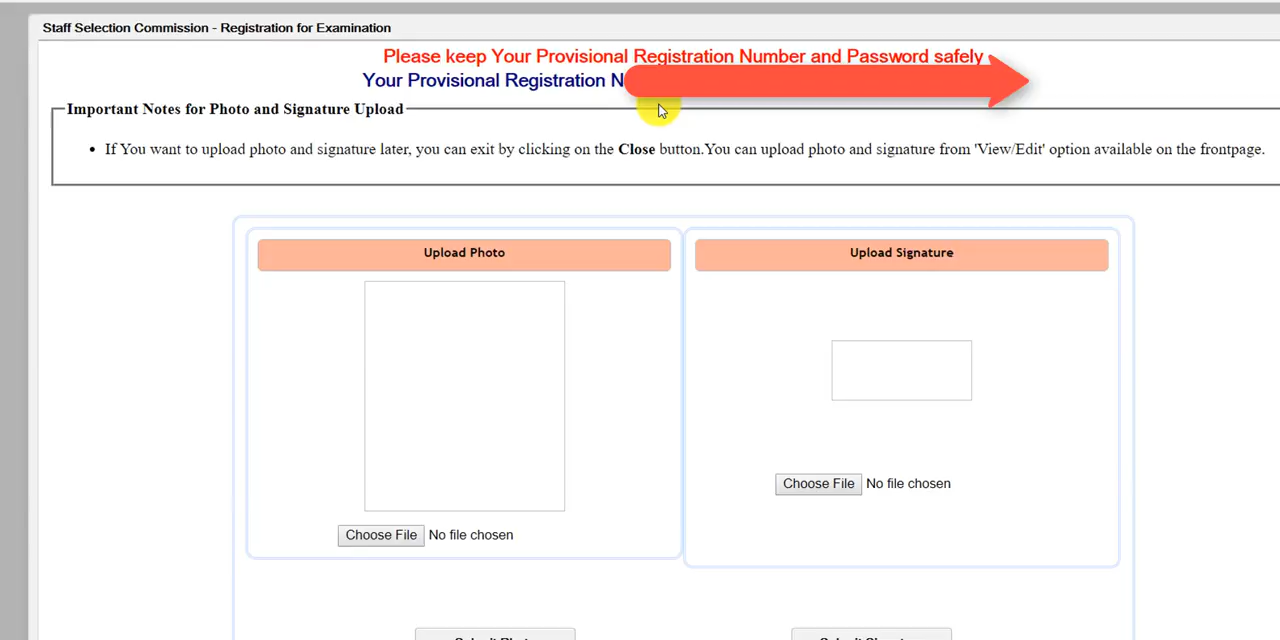 Staff Selection Commission - Registration for Examination
Please keep Your Provisional Registration Number and Password safely
Your Provisional Registration N
Important Notes for Photo and Signature Upload
• If You want to upload photo and signature later, you can exit by clicking on the Close button.You can upload photo and signature from 'View/Edit' option available on the frontpage.
Upload Photo
Upload Signature
Choose File No file chosen
Choose File No file chosen